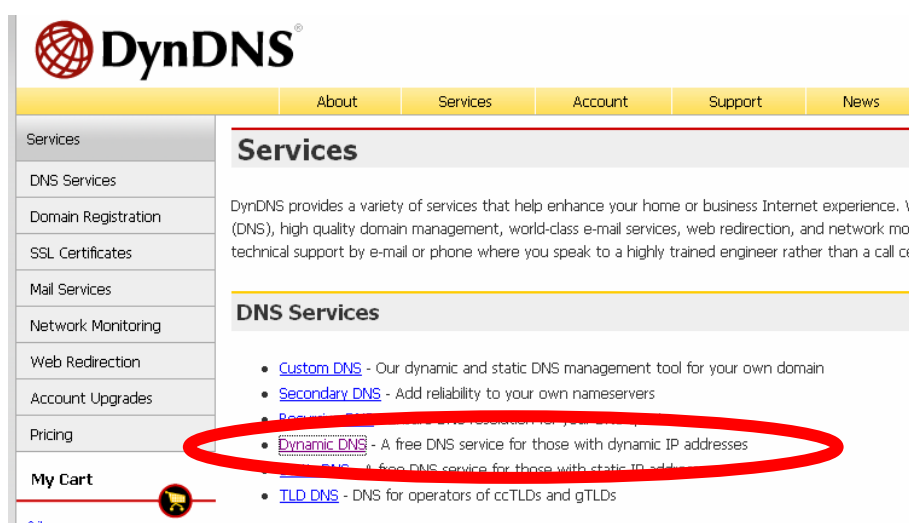 DynDNS®
About Services Account Support News
Services
DNS Services
Domain Registration
SSL Certificates
Mail Services
Network Monitoring
Web Redirection
Account Upgrades
Pricing
My Cart
Services
DynDNS provides a variety of services that help enhance your home or business Internet experience.
(DNS), high quality domain management, world-class e-mail services, web redirection, and network mo
technical support by e-mail or phone where you speak to a highly trained engineer rather than a call ce
DNS Services
Custom DNS - Our dynamic and static DNS management tool for your own domain
Secondary DNS - Add reliability to your own nameservers
Dynamic DNS - A free DNS service for those with dynamic IP addresses
DNS - A free DNS service for those with static IP
TLD DNS - DNS for operators of ccTLDs and gTLDs